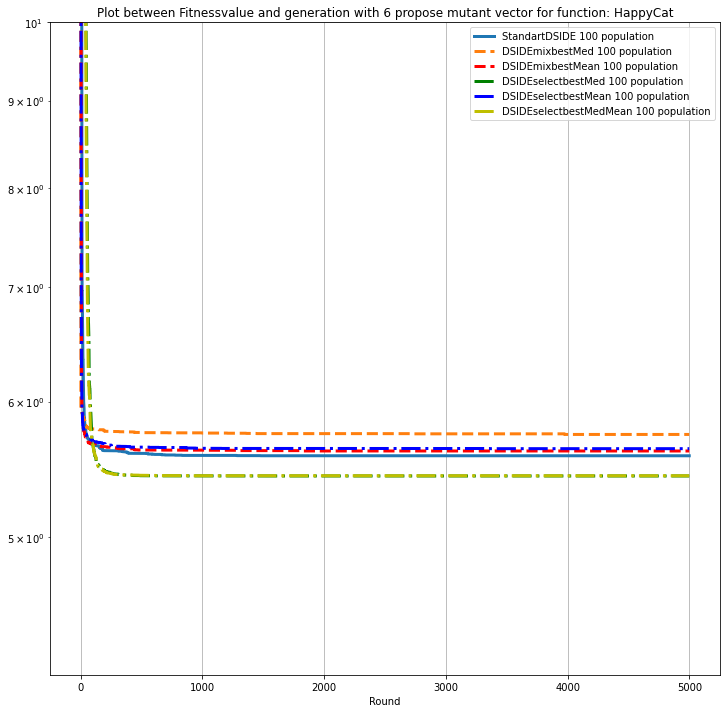 Plot between Fitnessvalue and generation with 6 propose mutant vector for function: HappyCat
StandartDSIDE 100 population
DSIDEmixbestMed 100 population
DSIDEmixbestMean 100 population
DSIDEselectbestMed 100 population
DSIDEselectbestMean 100 population
DSIDEselectbestMedMean 100 population
10¹
9 × 10⁰
8 × 10⁰
7 × 10⁰
6 × 10⁰
5 × 10⁰
0 1000 2000 3000 4000 5000
Round